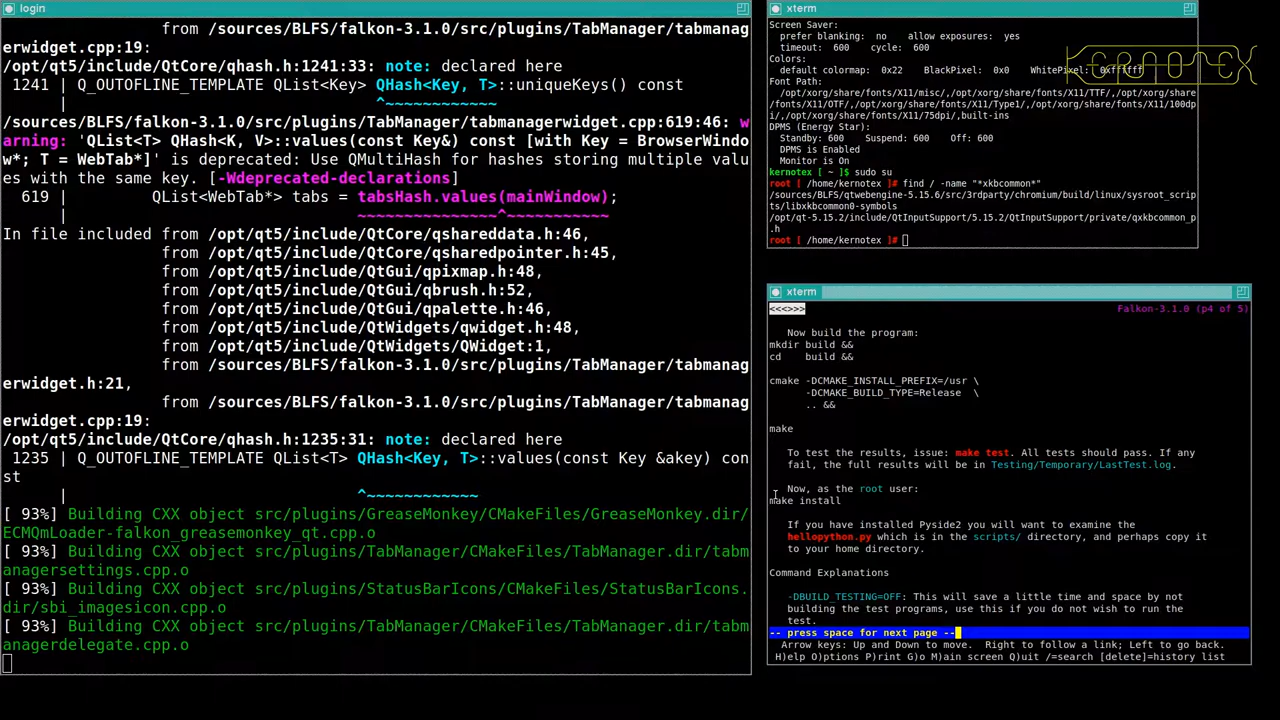 login
from /sources/BLFS/falkon-3.1.0/src/plugins/TabManager/tabmanag
erwidget.cpp:19:
/opt/qt5/include/QtCore/qhash.h:1241:33: note: declared here
1241 | Q_OUTOFLINE_TEMPLATE QList<Key> QHash<Key, T>::uniqueKeys() const
| ^~~~~~~~~~~~~
/sources/BLFS/falkon-3.1.0/src/plugins/TabManager/tabmanagerwidget.cpp:619:46: w
arning: 'QList<T> QHash<K, V>::values(const Key&) const [with Key = BrowserWindo
w*; T = WebTab*]' is deprecated: Use QMultiHash for hashes storing multiple valu
es with the same key. [-Wdeprecated-declarations]
619 | QList<WebTab*> tabs = tabsHash.values(mainWindow);
| ~~~~~~~~~~~~~~~^~~~~~~~~~~~
In file included from /opt/qt5/include/QtCore/qshareddata.h:46,
from /opt/qt5/include/QtCore/qsharedpointer.h:45,
from /opt/qt5/include/QtGui/qpixmap.h:48,
from /opt/qt5/include/QtGui/qbrush.h:52,
from /opt/qt5/include/QtGui/qpalette.h:46,
from /opt/qt5/include/QtWidgets/qwidget.h:48,
from /opt/qt5/include/QtWidgets/QWidget:1,
from /sources/BLFS/falkon-3.1.0/src/plugins/TabManager/tabmanag
erwidget.h:21,
from /sources/BLFS/falkon-3.1.0/src/plugins/TabManager/tabmanag
erwidget.cpp:19:
/opt/qt5/include/QtCore/qhash.h:1235:31: note: declared here
1235 | Q_OUTOFLINE_TEMPLATE QList<T> QHash<Key, T>::values(const Key &akey) con
st
| ^~~~~~~~~~~~~
[ 93%] Building CXX object src/plugins/GreaseMonkey/CMakeFiles/GreaseMonkey.dir/
ECMQmLoader-falkon_greasemonkey_qt.cpp.o
[ 93%] Building CXX object src/plugins/TabManager/CMakeFiles/TabManager.dir/tabm
anagersettings.cpp.o
[ 93%] Building CXX object src/plugins/StatusBarIcons/CMakeFiles/StatusBarIcons.
dir/sbi_imagesicon.cpp.o
[ 93%] Building CXX object src/plugins/TabManager/CMakeFiles/TabManager.dir/tabm
anagerdelegate.cpp.o
xterm
Screen Saver:
prefer blanking: no allow exposures: yes
timeout: 600 cycle: 600
Colors:
default colormap: 0x22 BlackPixel: 0x0 WhitePixel: 0xffffff
KERNOTEX
Font Path:
/opt/xorg/share/fonts/X11/misc/,/opt/xorg/share/fonts/X11/TTF/,/opt/xorg/share
/fonts/X11/OTF/,/opt/xorg/share/fonts/X11/Type1/,/opt/xorg/share/fonts/X11/100dp
i/,/opt/xorg/share/fonts/X11/75dpi/,built-ins
DPMS (Energy Star):
Standby: 600 Suspend: 600 Off: 600
DPMS is Enabled
Monitor is On
kernotex [ ~ ]$ sudo su
root [ /home/kernotex ]# find / -name "*xkbcommon*"
/sources/BLFS/qtwebengine-5.15.6/src/3rdparty/chromium/build/linux/sysroot_scrip
ts/libxkbcommon0-symbols
/opt/qt-5.15.2/include/QtInputSupport/5.15.2/QtInputSupport/private/qxkbcommon_p
.h
root [ /home/kernotex ]#
xterm
<<<>>> Falkon-3.1.0 (p4 of 5)
Now build the program:
mkdir build &&
cd build &&
cmake -DCMAKE_INSTALL_PREFIX=/usr \
-DCMAKE_BUILD_TYPE=Release \
.. &&
make
To test the results, issue: make test. All tests should pass. If any
fail, the full results will be in Testing/Temporary/LastTest.log.
Now, as the root user:
make install
If you have installed Pyside2 you will want to examine the
hellopython.py which is in the scripts/ directory, and perhaps copy it
to your home directory.
Command Explanations
-DBUILD_TESTING=OFF: This will save a little time and space by not
building the test programs, use this if you do not wish to run the
test.
-- press space for next page --
Arrow keys: Up and Down to move. Right to follow a link; Left to go back.
H)elp O)ptions P)rint G)o M)ain screen Q)uit /=search [delete]=history list